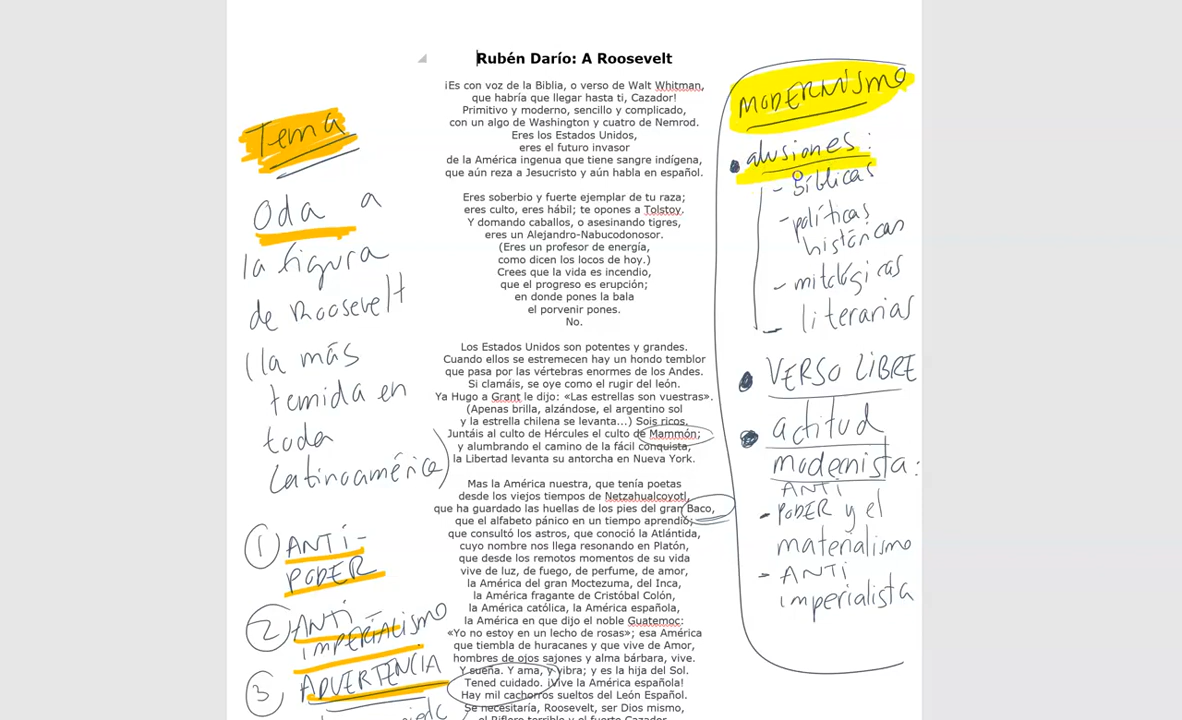 Rubén Darío: A Roosevelt
¡Es con voz de la Biblia, o verso de Walt Whitman,
que habría que llegar hasta ti, Cazador!
Primitivo y moderno, sencillo y complicado,
con un algo de Washington y cuatro de Nemrod.
Eres los Estados Unidos,
eres el futuro invasor
de la América ingenua que tiene sangre indígena,
que aún reza a Jesucristo y aún habla en español.
Eres soberbio y fuerte ejemplar de tu raza;
eres culto, eres hábil; te opones a Tolstoy.
Y domando caballos, o asesinando tigres,
eres un Alejandro-Nabucodonosor.
(Eres un profesor de energía,
como dicen los locos de hoy.)
Crees que la vida es incendio,
que el progreso es erupción;
en donde pones la bala
el porvenir pones.
No.
Los Estados Unidos son potentes y grandes.
Cuando ellos se estremecen hay un hondo temblor
que pasa por las vértebras enormes de los Andes.
Si clamáis, se oye como el rugir del león.
Ya Hugo a Grant le dijo: «Las estrellas son vuestras».
(Apenas brilla, alzándose, el argentino sol
y la estrella chilena se levanta...) Sois ricos.
Juntáis al culto de Hércules el culto de Mammón;
y alumbrando el camino de la fácil conquista,
la Libertad levanta su antorcha en Nueva York.
Mas la América nuestra, que tenía poetas
desde los viejos tiempos de Netzahualcoyotl,
que ha guardado las huellas de los pies del gran Baco,
que el alfabeto pánico en un tiempo aprendió;
que consultó los astros, que conoció la Atlántida,
cuyo nombre nos llega resonando en Platón,
que desde los remotos momentos de su vida
vive de luz, de fuego, de perfume, de amor,
la América del gran Moctezuma, del Inca,
la América fragante de Cristóbal Colón,
la América católica, la América española,
la América en que dijo el noble Guatemoc:
«Yo no estoy en un lecho de rosas»; esa América
que tiembla de huracanes y que vive de Amor,
hombres de ojos sajones y alma bárbara, vive.
Y sueña. Y ama, y vibra; y es la hija del Sol.
Tened cuidado. ¡Vive la América española!
Hay mil cachorros sueltos del León Español.
Se necesitaría, Roosevelt, ser Dios mismo,
el Riflero terrible y el fuerte Cazador
Tema
Oda a
la figura
de Roosevelt
(la más
temida en
toda
Latinoamérica)
1 ANTI-
PODER
2 ANTI-
IMPERIALISMO
3 ADVERTENCIA
MODERNISMO
alusiones:
- Bíblicas
- políticas
históricas
- mitológicas
- literarias
VERSO LIBRE
actitud
modernista:
ANTI
- PODER y el
materialismo
- ANTI
imperialista